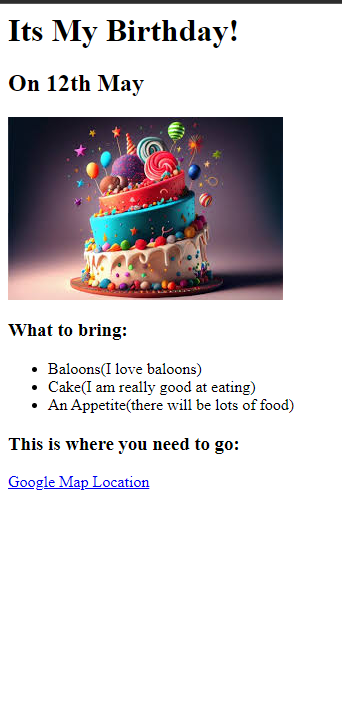 Its My Birthday!
On 12th May
What to bring:
Baloons(I love baloons)
Cake(I am really good at eating)
An Appetite(there will be lots of food)
This is where you need to go:
Google Map Location